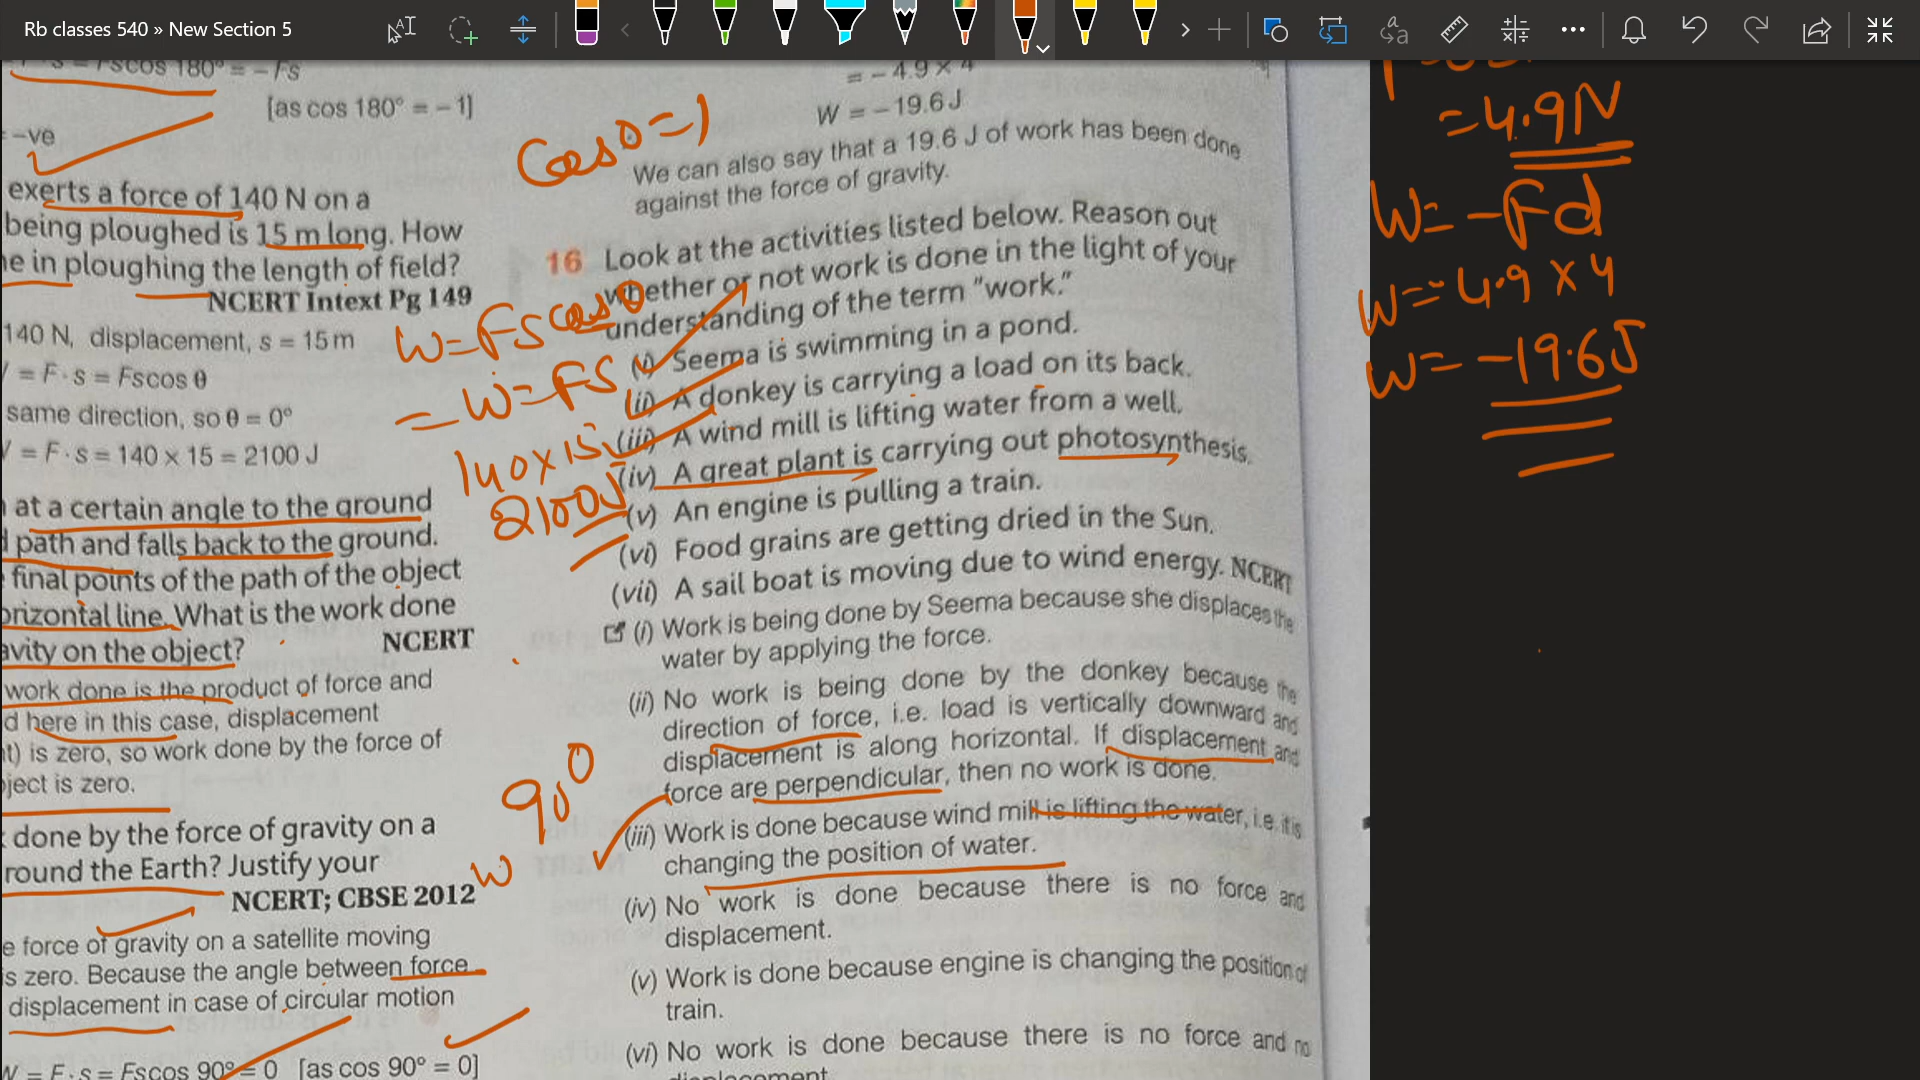 Rb classes 540 » New Section 5
[as cos 180° = – 1]
–ve
exerts a force of 140 N on a
being ploughed is 15 m long. How
in ploughing the length of field?
NCERT Intext Pg 149
140 N, displacement, s = 15 m
= F · s = Fscos θ
same direction, so θ = 0°
= F · s = 140 × 15 = 2100 J
at a certain angle to the ground
path and falls back to the ground.
final points of the path of the object
horizontal line. What is the work done
gravity on the object?
NCERT
work done is the product of force and
here in this case, displacement
is zero, so work done by the force of
object is zero.
done by the force of gravity on a
round the Earth? Justify your
NCERT; CBSE 2012
force of gravity on a satellite moving
is zero. Because the angle between force
displacement in case of circular motion
W = F · s = Fscos 90° = 0 [as cos 90° = 0]
= – 4.9 × 4
W = – 19.6 J
We can also say that a 19.6 J of work has been done
against the force of gravity.
16 Look at the activities listed below. Reason out
whether or not work is done in the light of your
understanding of the term "work."
(i) Seema is swimming in a pond.
(ii) A donkey is carrying a load on its back.
(iii) A wind mill is lifting water from a well.
(iv) A great plant is carrying out photosynthesis.
(v) An engine is pulling a train.
(vi) Food grains are getting dried in the Sun.
(vii) A sail boat is moving due to wind energy. NCERT
(i) Work is being done by Seema because she displaces the
water by applying the force.
(ii) No work is being done by the donkey because the
direction of force, i.e. load is vertically downward and
displacement is along horizontal. If displacement and
force are perpendicular, then no work is done.
(iii) Work is done because wind mill is lifting the water, i.e. it is
changing the position of water.
(iv) No work is done because there is no force and
displacement.
(v) Work is done because engine is changing the position of
train.
(vi) No work is done because there is no force and no
displacement
W=Fs cos0
= W=FS
140×15
2100J
90°
W
=4.9N
W=-Fd
W=-4.9×4
W=-19.6J